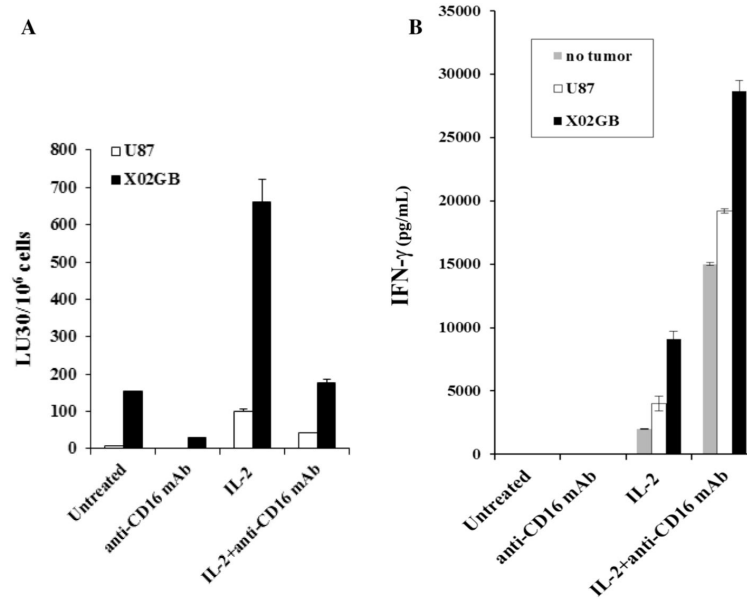 A
U87
X02GB
LU30/10⁶ cells
800
700
600
500
400
300
200
100
0
Untreated
anti-CD16 mAb
IL-2
IL-2+anti-CD16 mAb
B
no tumor
U87
X02GB
IFN-γ (pg/mL)
35000
30000
25000
20000
15000
10000
5000
0
Untreated
anti-CD16 mAb
IL-2
IL-2+anti-CD16 mAb